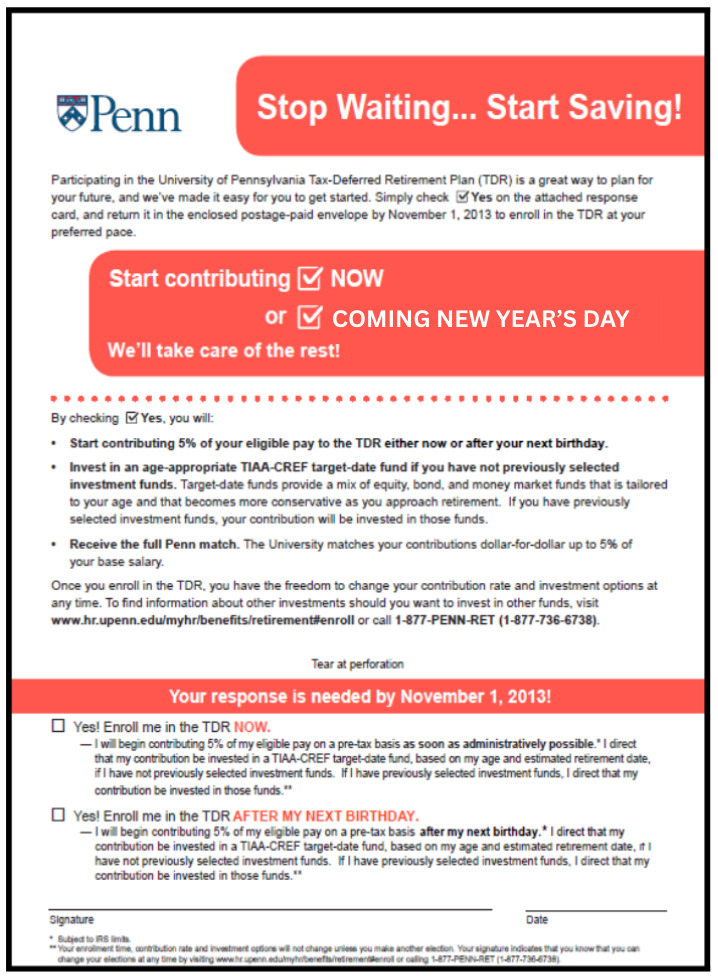 Penn
Stop Waiting... Start Saving!
Participating in the University of Pennsylvania Tax-Deferred Retirement Plan (TDR) is a great way to plan for
your future, and we've made it easy for you to get started. Simply check ☑ Yes on the attached response
card, and return it in the enclosed postage-paid envelope by November 1, 2013 to enroll in the TDR at your
preferred pace.
Start contributing ☑ NOW
or ☑ COMING NEW YEAR'S DAY
We'll take care of the rest!
By checking ☑ Yes, you will:
• Start contributing 5% of your eligible pay to the TDR either now or after your next birthday.
• Invest in an age-appropriate TIAA-CREF target-date fund if you have not previously selected
investment funds. Target-date funds provide a mix of equity, bond, and money market funds that is tailored
to your age and that becomes more conservative as you approach retirement. If you have previously
selected investment funds, your contribution will be invested in those funds.
• Receive the full Penn match. The University matches your contributions dollar-for-dollar up to 5% of
your base salary.
Once you enroll in the TDR, you have the freedom to change your contribution rate and investment options at
any time. To find information about other investments should you want to invest in other funds, visit
www.hr.upenn.edu/myhr/benefits/retirement#enroll or call 1-877-PENN-RET (1-877-736-6738).
Tear at perforation
Your response is needed by November 1, 2013!
☐ Yes! Enroll me in the TDR NOW.
— I will begin contributing 5% of my eligible pay on a pre-tax basis as soon as administratively possible.* I direct
that my contribution be invested in a TIAA-CREF target-date fund, based on my age and estimated retirement date,
if I have not previously selected investment funds. If I have previously selected investment funds, I direct that my
contribution be invested in those funds.**
☐ Yes! Enroll me in the TDR AFTER MY NEXT BIRTHDAY.
— I will begin contributing 5% of my eligible pay on a pre-tax basis after my next birthday.* I direct that my
contribution be invested in a TIAA-CREF target-date fund, based on my age and estimated retirement date, if I
have not previously selected investment funds. If I have previously selected investment funds, I direct that my
contribution be invested in those funds.**
Signature
Date
* Subject to IRS limits.
** Your enrollment time, contribution rate and investment options will not change unless you make another election. Your signature indicates that you know that you can
change your elections at any time by visiting www.hr.upenn.edu/myhr/benefits/retirement#enroll or calling 1-877-PENN-RET (1-877-736-6738).